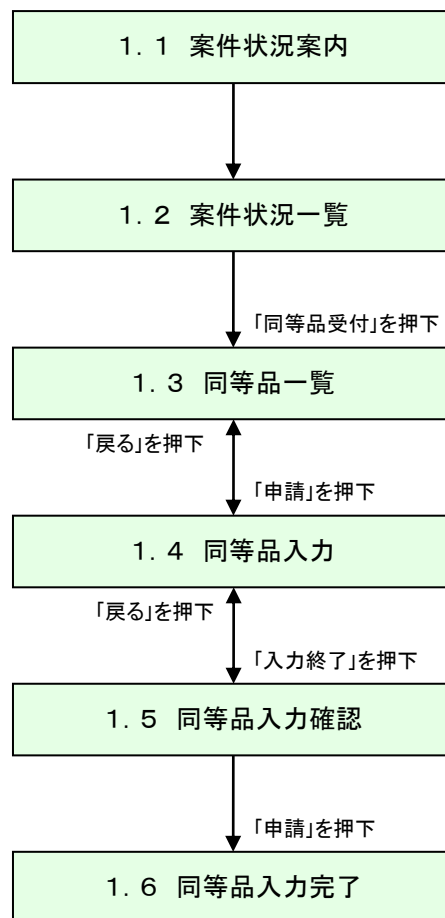 １．１　案件状況案内
１．２　案件状況一覧
「同等品受付」を押下
１．３　同等品一覧
「戻る」を押下
「申請」を押下
１．４　同等品入力
「戻る」を押下
「入力終了」を押下
１．５　同等品入力確認
「申請」を押下
１．６　同等品入力完了